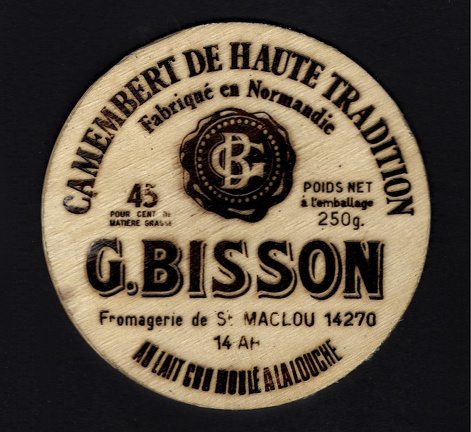 CAMEMBERT DE HAUTE TRADITION
Fabriqué en Normandie
BG
45
POUR CENT DE
MATIÈRE GRASSE
POIDS NET
à l'emballage
250g.
G.BISSON
Fromagerie de St MACLOU 14270
14 AH
AU LAIT CRU MOULÉ A LA LOUCHE